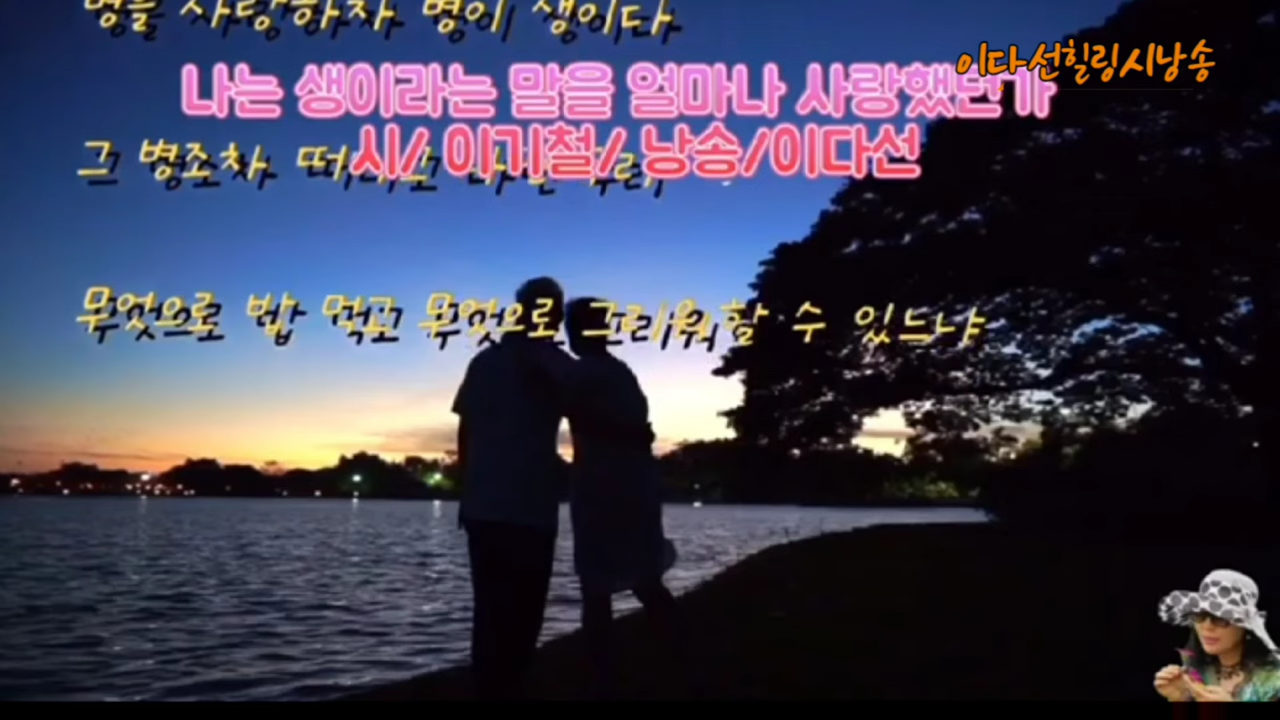 병을 사랑하자 병이 생이다
이다선힐링시낭송
나는 생이라는 말을 얼마나 사랑했던가
시/ 이기철/ 낭송/이다선
그 병조차
무엇으로 밥 먹고 무엇으로 그리워할 수 있느냐